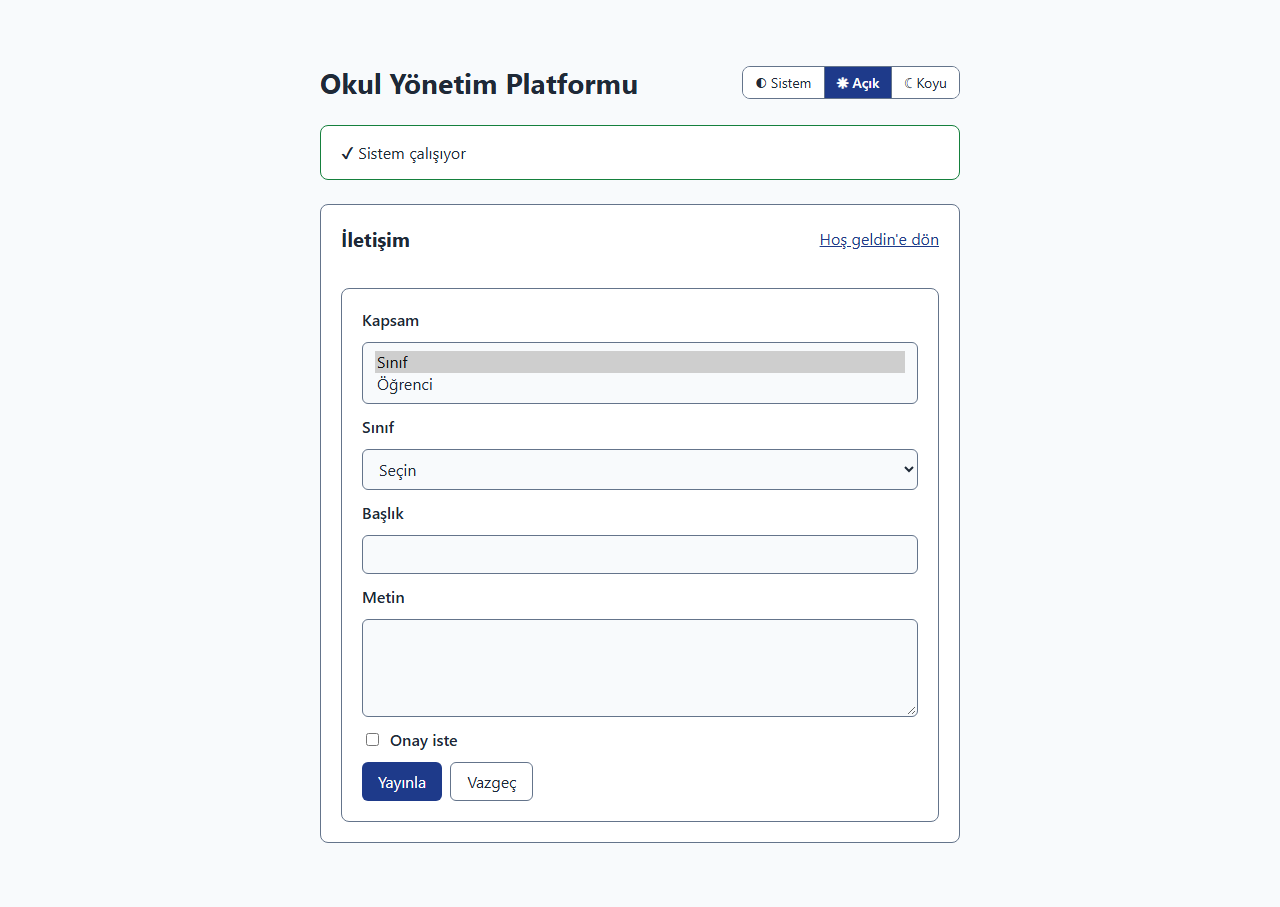 Okul Yönetim Platformu
◐ Sistem ❋ Açık ☾ Koyu
✓ Sistem çalışıyor
İletişim
Hoş geldin'e dön
Kapsam
Sınıf
Öğrenci
Sınıf
Seçin
Başlık
Metin
Onay iste
Yayınla Vazgeç